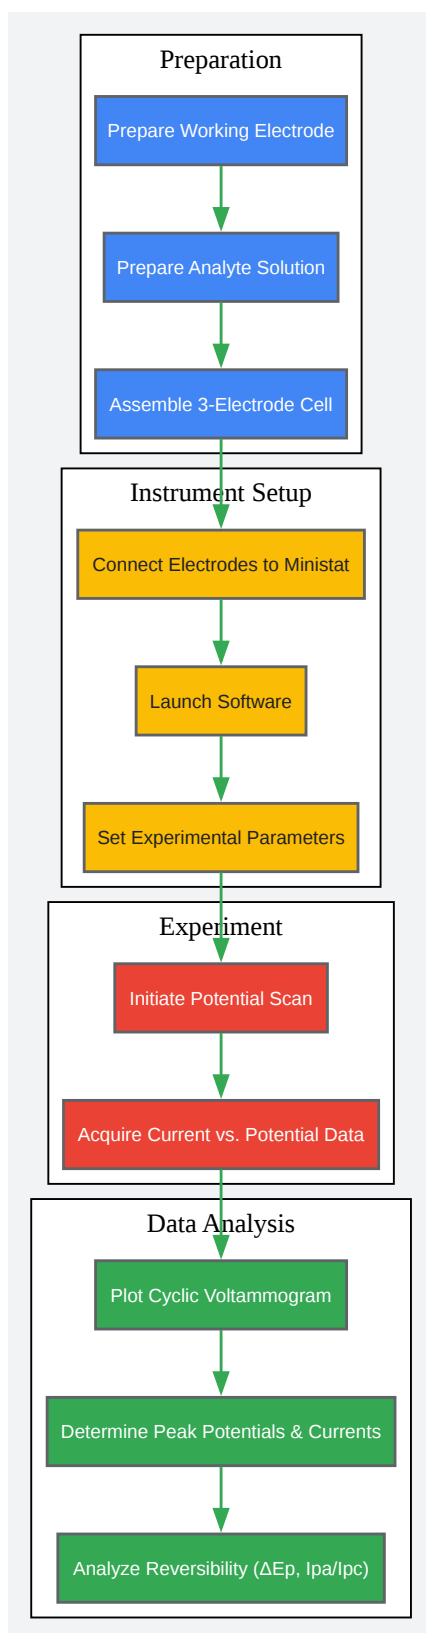 Preparation
Prepare Working Electrode
Prepare Analyte Solution
Assemble 3-Electrode Cell
Instrument Setup
Connect Electrodes to Ministat
Launch Software
Set Experimental Parameters
Experiment
Initiate Potential Scan
Acquire Current vs. Potential Data
Data Analysis
Plot Cyclic Voltammogram
Determine Peak Potentials & Currents
Analyze Reversibility (ΔEp, Ipa/Ipc)